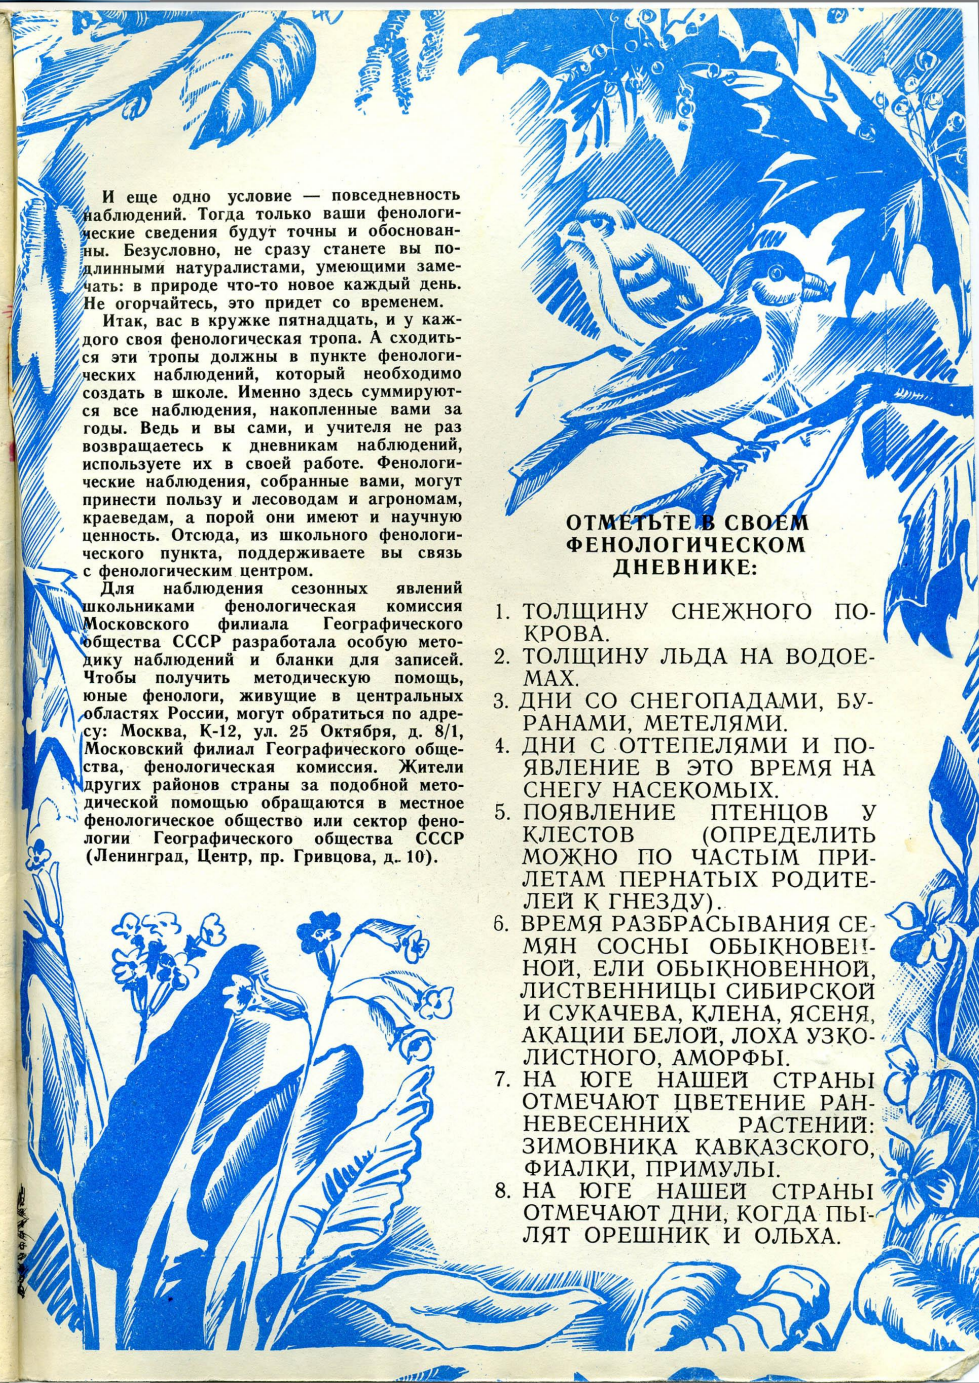 И еще одно условие — повседневность
наблюдений. Тогда только ваши фенологи-
ческие сведения будут точны и обоснован-
ны. Безусловно, не сразу станете вы по-
длинными натуралистами, умеющими заме-
чать: в природе что-то новое каждый день.
Не огорчайтесь, это придет со временем.
Итак, вас в кружке пятнадцать, и у каж-
дого своя фенологическая тропа. А сходить-
ся эти тропы должны в пункте фенологи-
ческих наблюдений, который необходимо
создать в школе. Именно здесь суммируют-
ся все наблюдения, накопленные вами за
годы. Ведь и вы сами, и учителя не раз
возвращаетесь к дневникам наблюдений,
используете их в своей работе. Фенологи-
ческие наблюдения, собранные вами, могут
принести пользу и лесоводам и агрономам,
краеведам, а порой они имеют и научную
ценность. Отсюда, из школьного фенологи-
ческого пункта, поддерживаете вы связь
с фенологическим центром.
Для наблюдения сезонных явлений
школьниками фенологическая комиссия
Московского филиала Географического
общества СССР разработала особую мето-
дику наблюдений и бланки для записей.
Чтобы получить методическую помощь,
юные фенологи, живущие в центральных
областях России, могут обратиться по адре-
су: Москва, К-12, ул. 25 Октября, д. 8/1,
Московский филиал Географического обще-
ства, фенологическая комиссия. Жители
других районов страны за подобной мето-
дической помощью обращаются в местное
фенологическое общество или сектор фено-
логии Географического общества СССР
(Ленинград, Центр, пр. Гривцова, д. 10).
ОТМЕТЬТЕ В СВОЕМ
ФЕНОЛОГИЧЕСКОМ
ДНЕВНИКЕ:
1. ТОЛЩИНУ СНЕЖНОГО ПО-
КРОВА.
2. ТОЛЩИНУ ЛЬДА НА ВОДОЕ-
МАХ.
3. ДНИ СО СНЕГОПАДАМИ, БУ-
РАНАМИ, МЕТЕЛЯМИ.
4. ДНИ С ОТТЕПЕЛЯМИ И ПО-
ЯВЛЕНИЕ В ЭТО ВРЕМЯ НА
СНЕГУ НАСЕКОМЫХ.
5. ПОЯВЛЕНИЕ ПТЕНЦОВ У
КЛЕСТОВ (ОПРЕДЕЛИТЬ
МОЖНО ПО ЧАСТЫМ ПРИ-
ЛЕТАМ ПЕРНАТЫХ РОДИТЕ-
ЛЕЙ К ГНЕЗДУ).
6. ВРЕМЯ РАЗБРАСЫВАНИЯ СЕ-
МЯН СОСНЫ ОБЫКНОВЕН-
НОЙ, ЕЛИ ОБЫКНОВЕННОЙ,
ЛИСТВЕННИЦЫ СИБИРСКОЙ
И СУКАЧЕВА, КЛЕНА, ЯСЕНЯ,
АКАЦИИ БЕЛОЙ, ЛОХА УЗКО-
ЛИСТНОГО, АМОРФЫ.
7. НА ЮГЕ НАШЕЙ СТРАНЫ
ОТМЕЧАЮТ ЦВЕТЕНИЕ РАН-
НЕВЕСЕННИХ РАСТЕНИЙ:
ЗИМОВНИКА КАВКАЗСКОГО,
ФИАЛКИ, ПРИМУЛЫ.
8. НА ЮГЕ НАШЕЙ СТРАНЫ
ОТМЕЧАЮТ ДНИ, КОГДА ПЫ-
ЛЯТ ОРЕШНИК И ОЛЬХА.